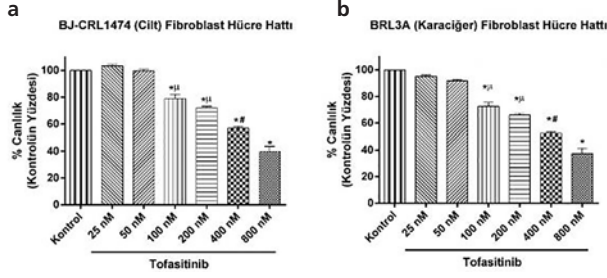 a
BJ-CRL1474 (Cilt) Fibroblast Hücre Hattı
% Canlılık
(Kontrolün Yüzdesi)
100
80
60
40
20
0
*µ
*µ
*#
*
Kontrol
25 nM
50 nM
100 nM
200 nM
400 nM
800 nM
Tofasitinib
b
BRL3A (Karaciğer) Fibroblast Hücre Hattı
% Canlılık
(Kontrolün Yüzdesi)
100
80
60
40
20
0
*µ
*µ
*#
*
Kontrol
25 nM
50 nM
100 nM
200 nM
400 nM
800 nM
Tofasitinib